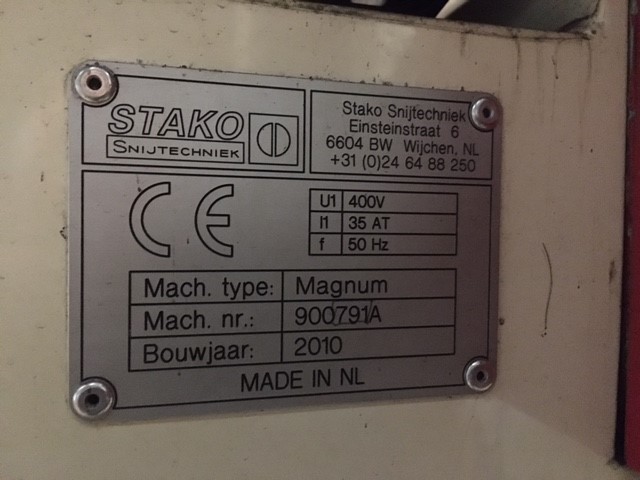 STAKO
SNIJTECHNIEK
Stako Snijtechniek
Einsteinstraat 6
6604 BW Wijchen, NL
+31 (0)24 64 88 250
CE
U1 400V
I1 35 AT
f 50 Hz
Mach. type: Magnum
Mach. nr.: 900791A
Bouwjaar: 2010
MADE IN NL